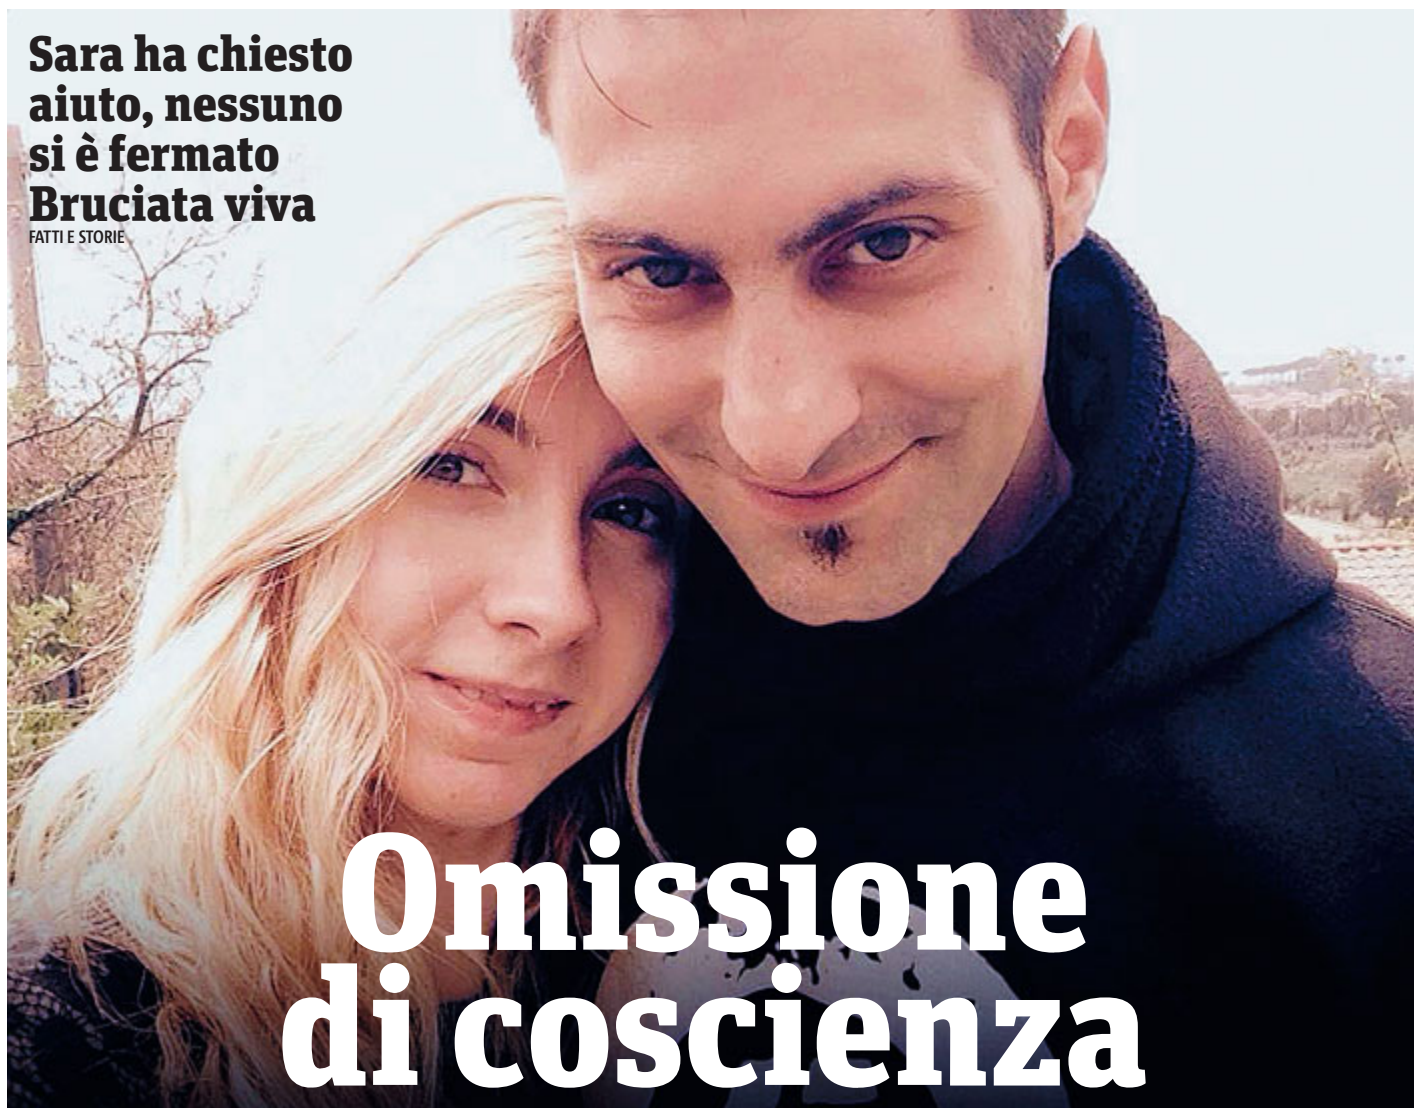 Sara ha chiesto
aiuto, nessuno
si è fermato
Bruciata viva
FATTI E STORIE
Omissione
di coscienza